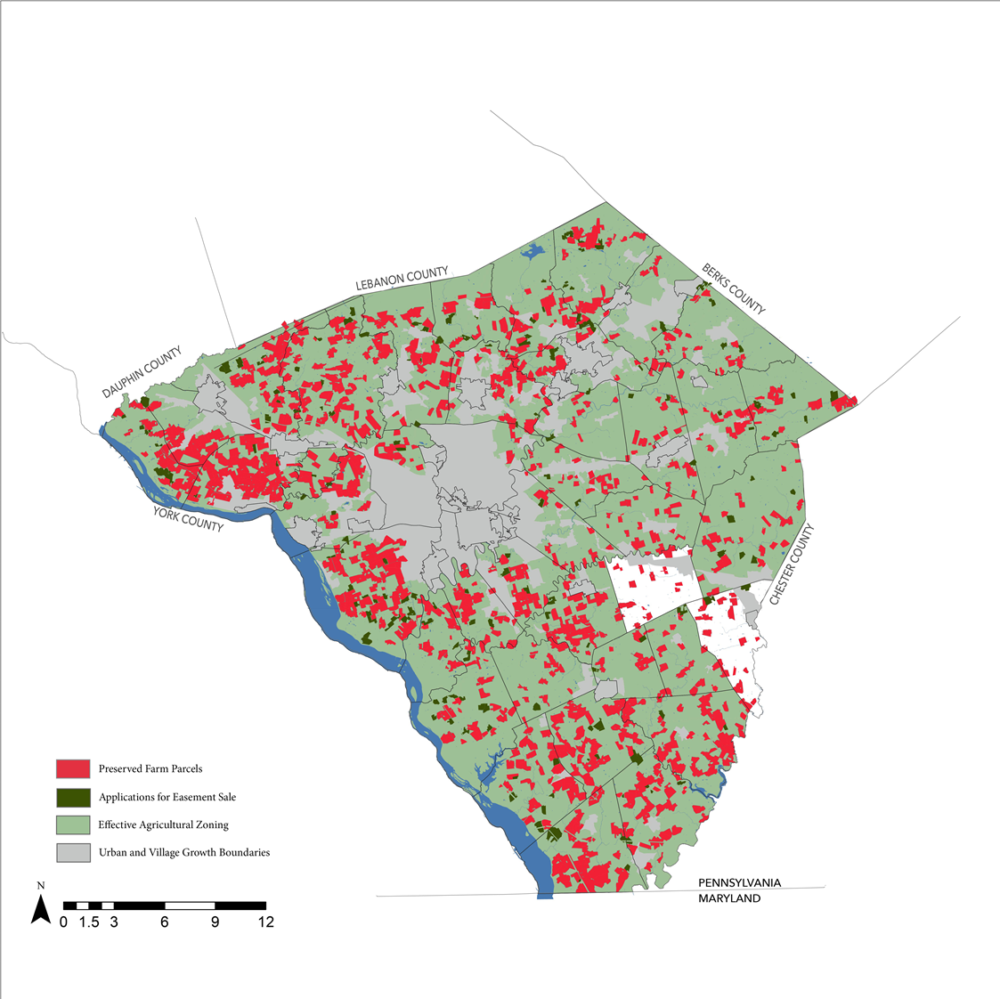 LEBANON COUNTY
BERKS COUNTY
DAUPHIN COUNTY
YORK COUNTY
CHESTER COUNTY
Preserved Farm Parcels
Applications for Easement Sale
Effective Agricultural Zoning
Urban and Village Growth Boundaries
N
0 1.5 3 6 9 12
PENNSYLVANIA
MARYLAND